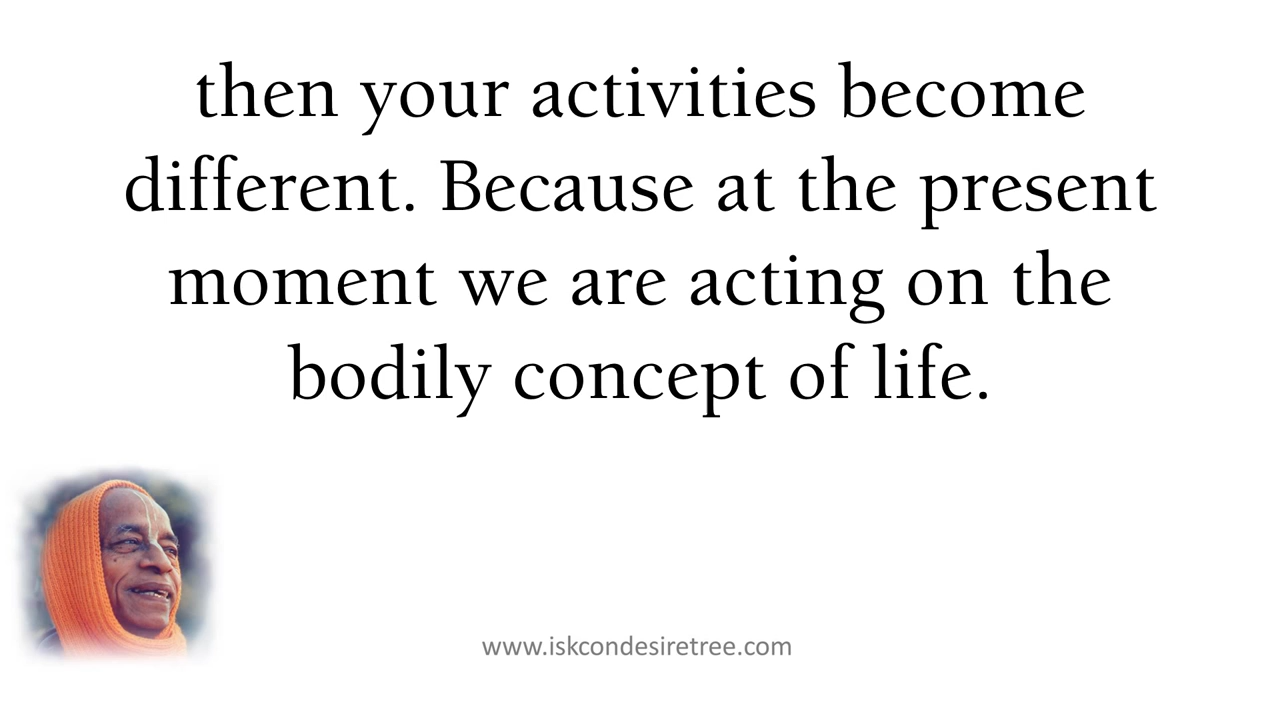 then your activities become
different. Because at the present
moment we are acting on the
bodily concept of life.
www.iskcondesiretree.com